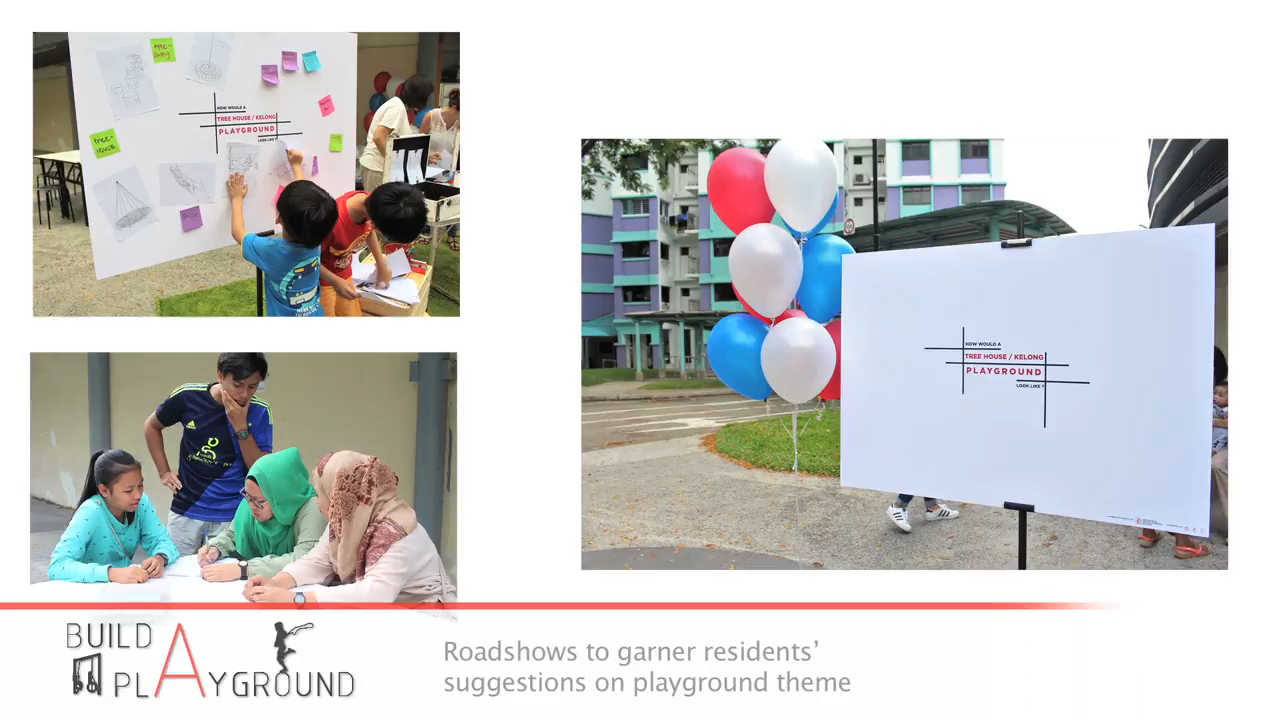 HOW WOULD A
TREE HOUSE / KELONG
PLAYGROUND
LOOK LIKE ?
HOW WOULD A
TREE HOUSE / KELONG
PLAYGROUND
LOOK LIKE ?
BUILD A PLAYGROUND
Roadshows to garner residents’
suggestions on playground theme